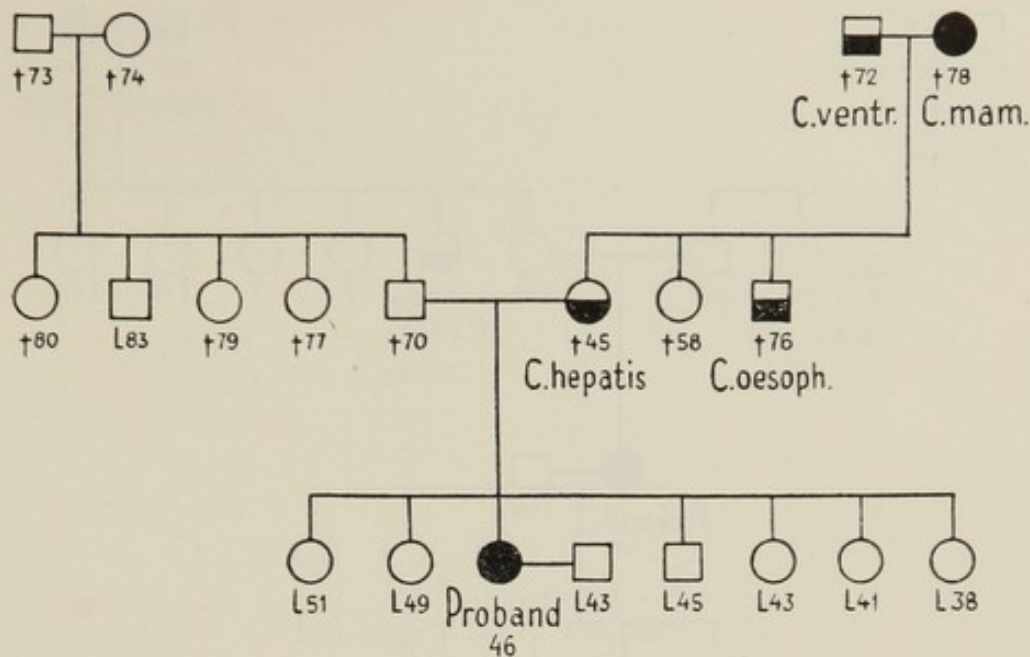 †73 †74 †72 †78
C.ventr. C.mam.
†80 L83 †79 †77 †70 †45 †58 †76
C.hepatis C.oesoph.
L51 L49 Proband L43 L45 L43 L41 L38
46